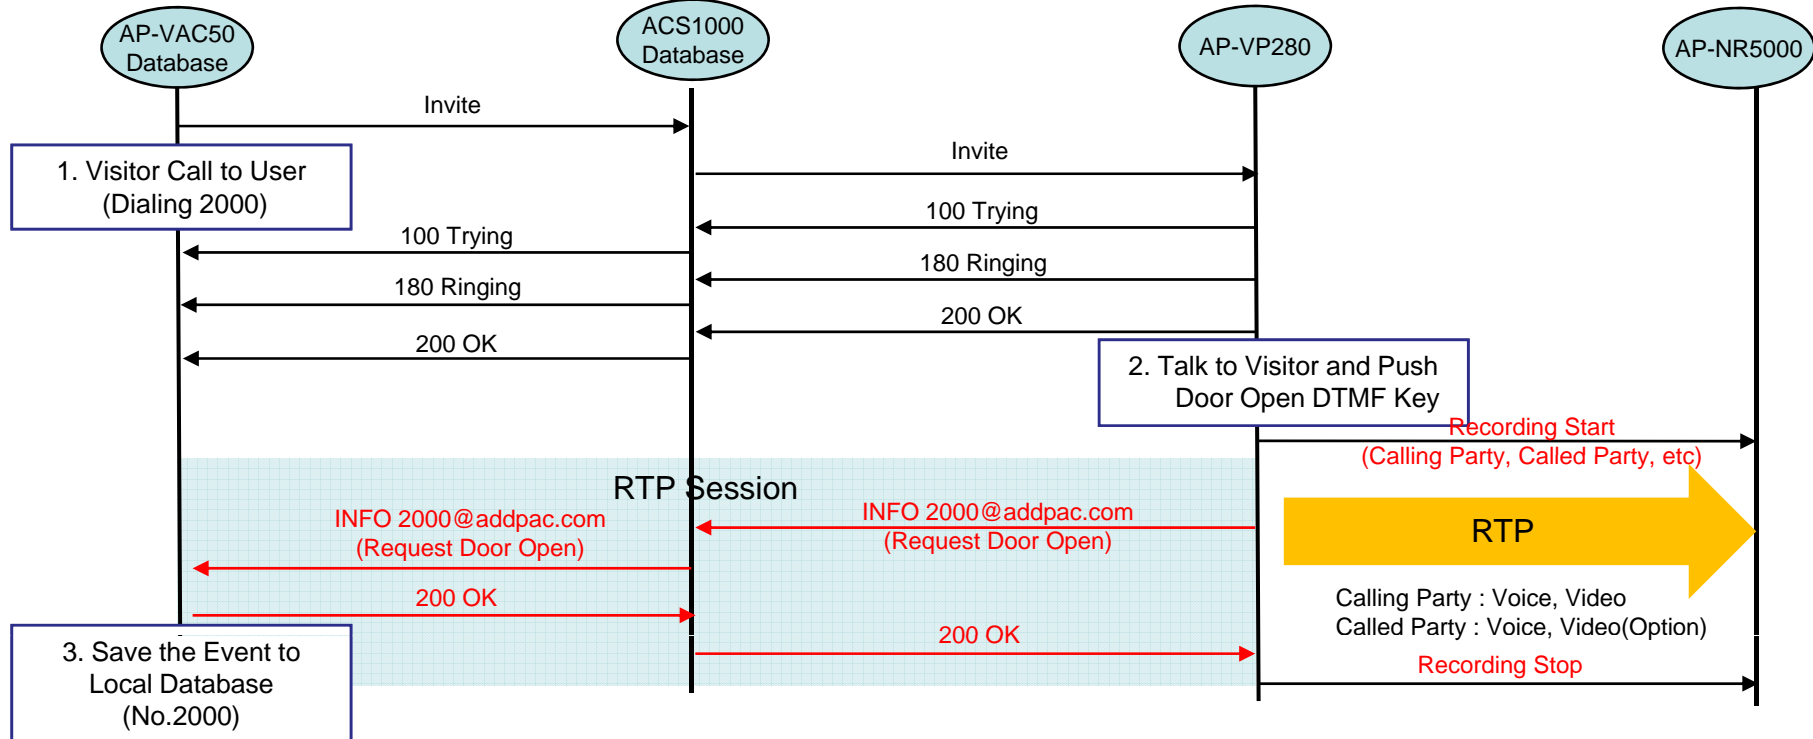 AP-VAC50
Database
ACS1000
Database
AP-VP280
AP-NR5000
Invite
1. Visitor Call to User
(Dialing 2000)
Invite
100 Trying
100 Trying
180 Ringing
180 Ringing
200 OK
200 OK
2. Talk to Visitor and Push
Door Open DTMF Key
Recording Start
(Calling Party, Called Party, etc)
RTP Session
INFO 2000@addpac.com
(Request Door Open)
INFO 2000@addpac.com
(Request Door Open)
RTP
200 OK
200 OK
Calling Party : Voice, Video
Called Party : Voice, Video(Option)
Recording Stop
3. Save the Event to
Local Database
(No.2000)